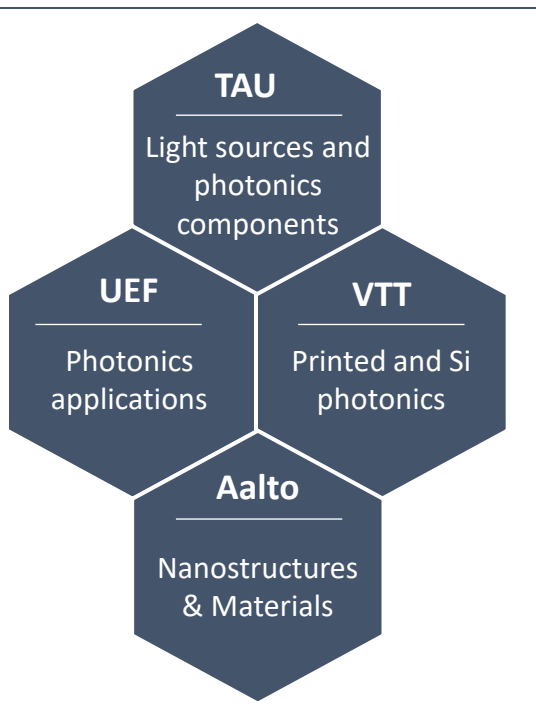 TAU
Light sources and
photonics
components
UEF
Photonics
applications
VTT
Printed and Si
photonics
Aalto
Nanostructures
& Materials